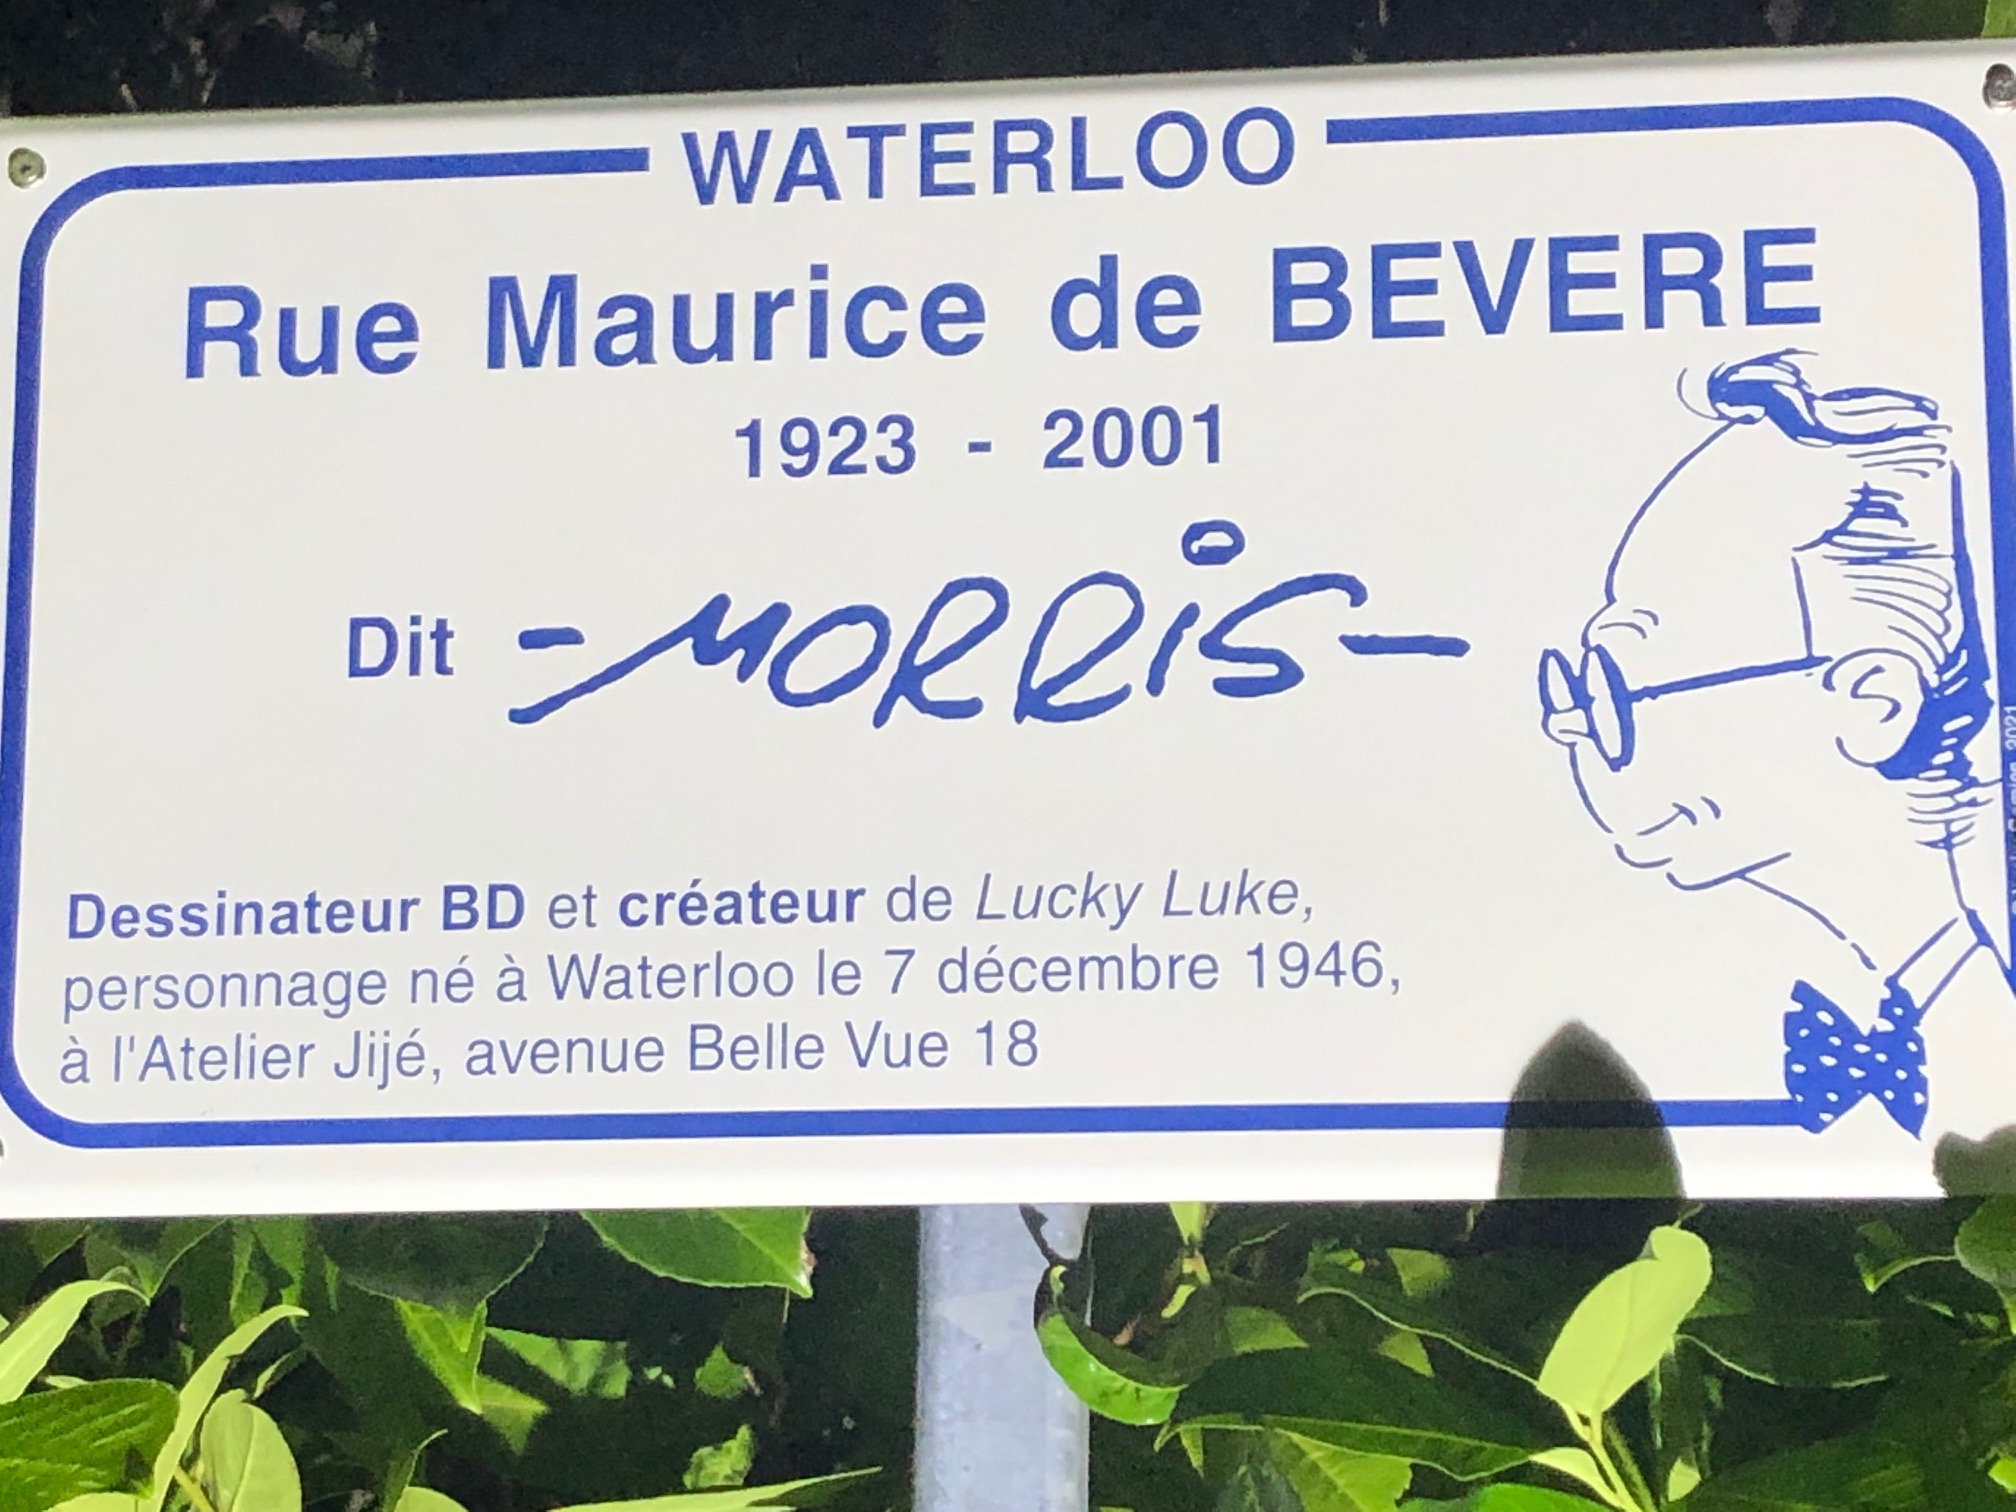 WATERLOO
Rue Maurice de BEVERE
1923 - 2001
Dit -MORRIS-
Dessinateur BD et créateur de Lucky Luke,
personnage né à Waterloo le 7 décembre 1946,
à l'Atelier Jijé, avenue Belle Vue 18
2021